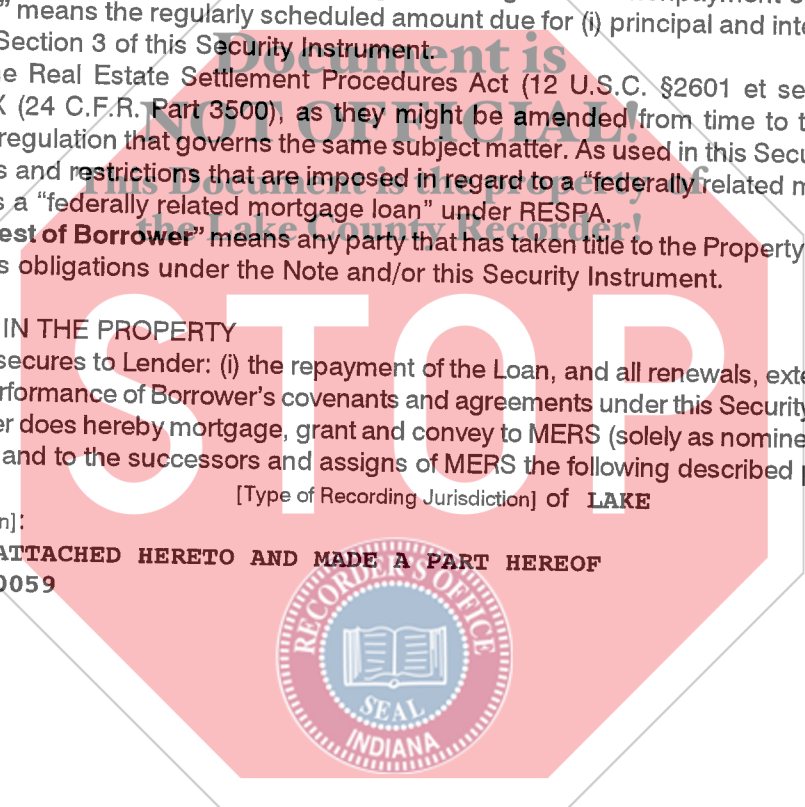 ” means the regularly scheduled amount due for (i) principal and inte
Section 3 of this Security Instrument.
e Real Estate Settlement Procedures Act (12 U.S.C. §2601 et se
X (24 C.F.R. Part 3500), as they might be amended from time to t
regulation that governs the same subject matter. As used in this Secu
s and restrictions that are imposed in regard to a “federally related m
s a “federally related mortgage loan” under RESPA.
est of Borrower” means any party that has taken title to the Property
s obligations under the Note and/or this Security Instrument.
IN THE PROPERTY
secures to Lender: (i) the repayment of the Loan, and all renewals, exte
rformance of Borrower’s covenants and agreements under this Security
er does hereby mortgage, grant and convey to MERS (solely as nomine
and to the successors and assigns of MERS the following described p
[Type of Recording Jurisdiction] of LAKE
n]:
ATTACHED HERETO AND MADE A PART HEREOF
0059
Document is
NOT OFFICIAL!
This Document is the property of
the Lake County Recorder!
STOP
RECORDER'S OFFICE
SEAL
INDIANA